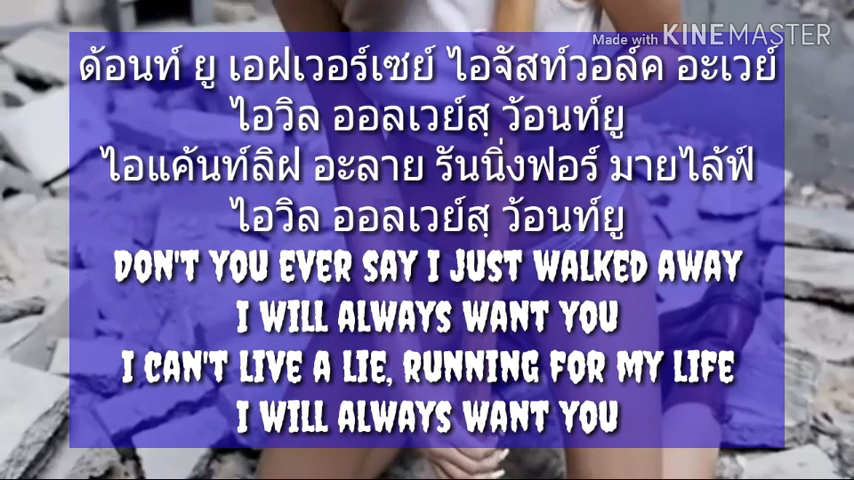 Made with KINEMASTER
ด้อนท์ ยู เอฝเวอร์เซย์ ไอจัสท์วอล์ค อะเวย์
ไอวิล ออลเวย์สฺ ว้อนท์ยู
ไอแค้นท์ลิฝ อะลาย รันนิ่งฟอร์ มายไล้ฟ์
ไอวิล ออลเวย์สฺ ว้อนท์ยู
DON'T YOU EVER SAY I JUST WALKED AWAY
I WILL ALWAYS WANT YOU
I CAN'T LIVE A LIE, RUNNING FOR MY LIFE
I WILL ALWAYS WANT YOU